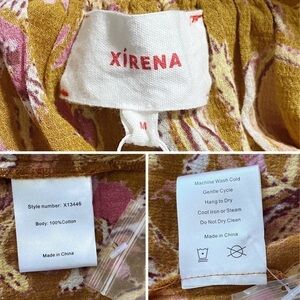 XíRENA
M
Style number: X13446
Body: 100%Cotton
Made in China
Machine Wash Cold
Gentle Cycle
Hang to Dry
Cool Iron or Steam
Do Not Dry Clean
Made in China